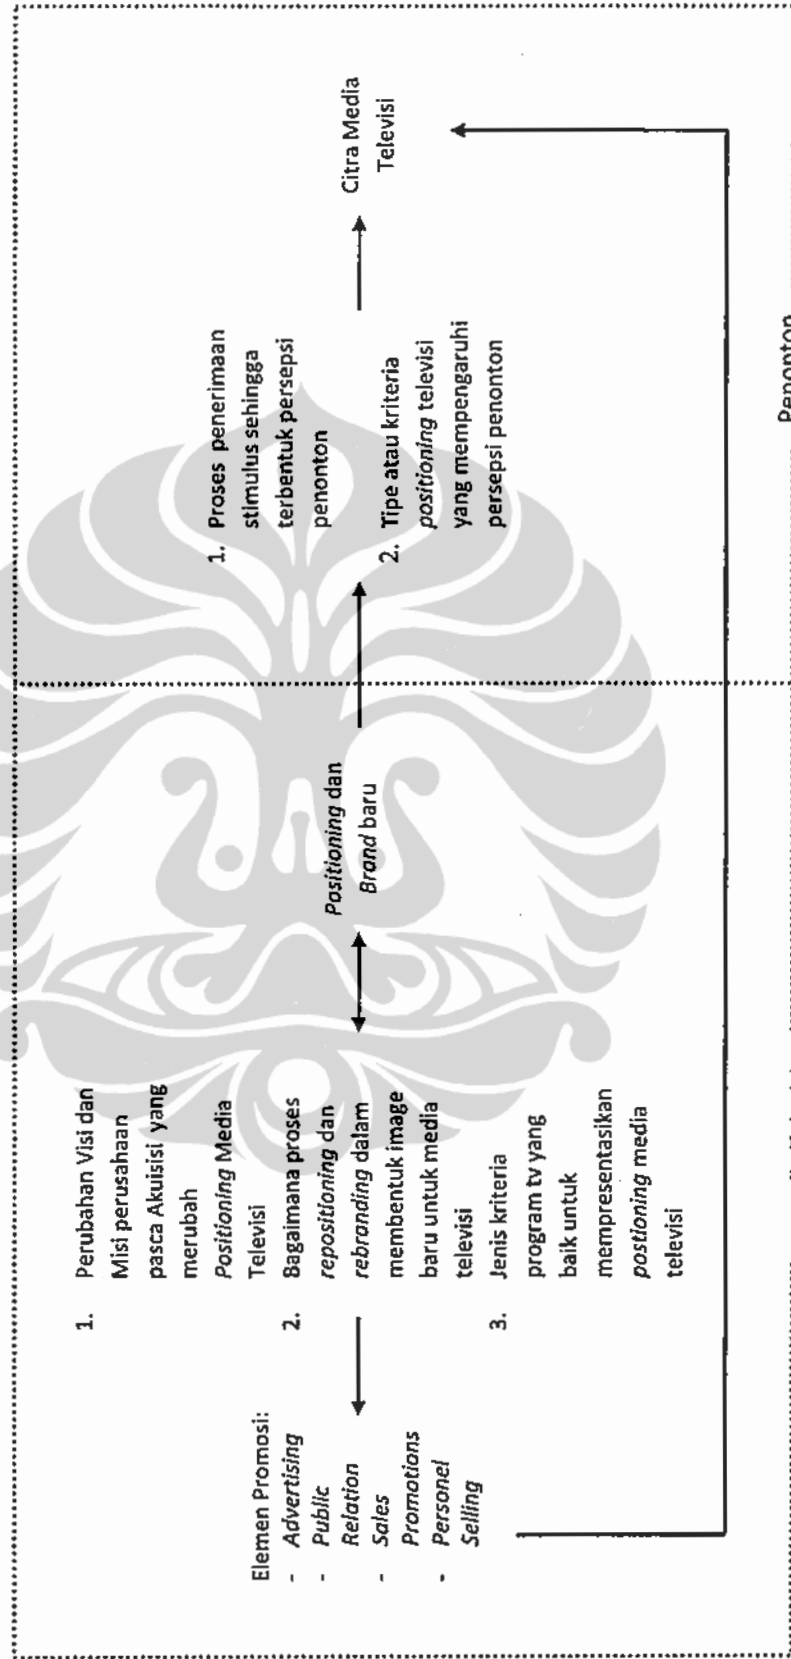 Elemen Promosi:
- Advertising
- Public
Relation
- Sales
Promotions
- Personel
Selling
1. Perubahan Visi dan
Misi perusahaan
pasca Akuisisi yang
merubah
Positioning Media
Televisi
2. Bagaimana proses
repositioning dan
rebranding dalam
membentuk image
baru untuk media
televisi
3. Jenis kriteria
program tv yang
baik untuk
mempresentasikan
postioning media
televisi
Positioning dan
Brand baru
1. Proses penerimaan
stimulus sehingga
terbentuk persepsi
penonton
2. Tipe atau kriteria
positioning televisi
yang mempengaruhi
persepsi penonton
Citra Media
Televisi
Penonton